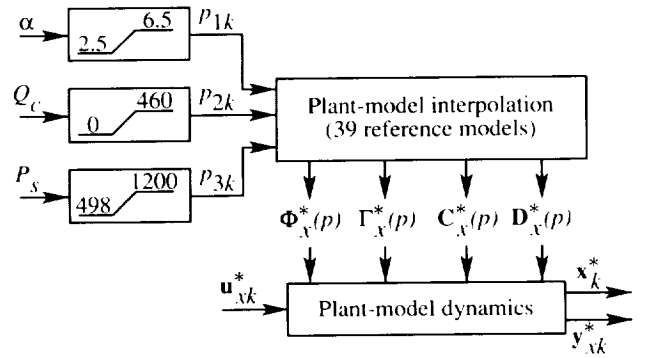 α 2.5 6.5 p1k
Qc 0 460 p2k
Ps 498 1200 p3k
Plant-model interpolation
(39 reference models)
Φ*x(p) Γ*x(p) C*x(p) D*x(p)
u*xk
Plant-model dynamics
x*k
y*xk